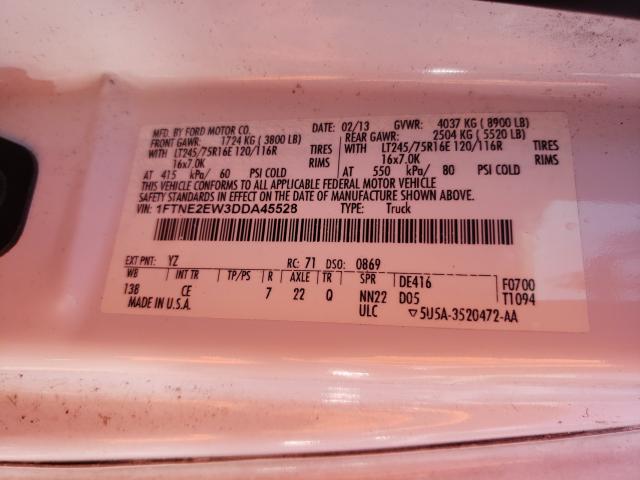 MFD. BY FORD MOTOR CO. DATE: 02/13 GVWR: 4037 KG ( 8900 LB)
FRONT GAWR: 1724 KG ( 3800 LB) REAR GAWR: 2504 KG ( 5520 LB)
WITH LT245/75R16E 120/116R TIRES WITH LT245/75R16E 120/116R TIRES
16x7.0K RIMS 16x7.0K RIMS
AT 415 kPa/ 60 PSI COLD AT 550 kPa/ 80 PSI COLD
THIS VEHICLE CONFORMS TO ALL APPLICABLE FEDERAL MOTOR VEHICLE
SAFETY STANDARDS IN EFFECT ON THE DATE OF MANUFACTURE SHOWN ABOVE.
VIN: 1FTNE2EW3DDA45528 TYPE: Truck
EXT PNT: YZ RC: 71 DSO: 0869
WB INT TR TP/PS R AXLE TR SPR DE416 F0700
138 CE 7 22 Q NN22 D05 T1094
MADE IN U.S.A. ULC ▽5U5A-3520472-AA